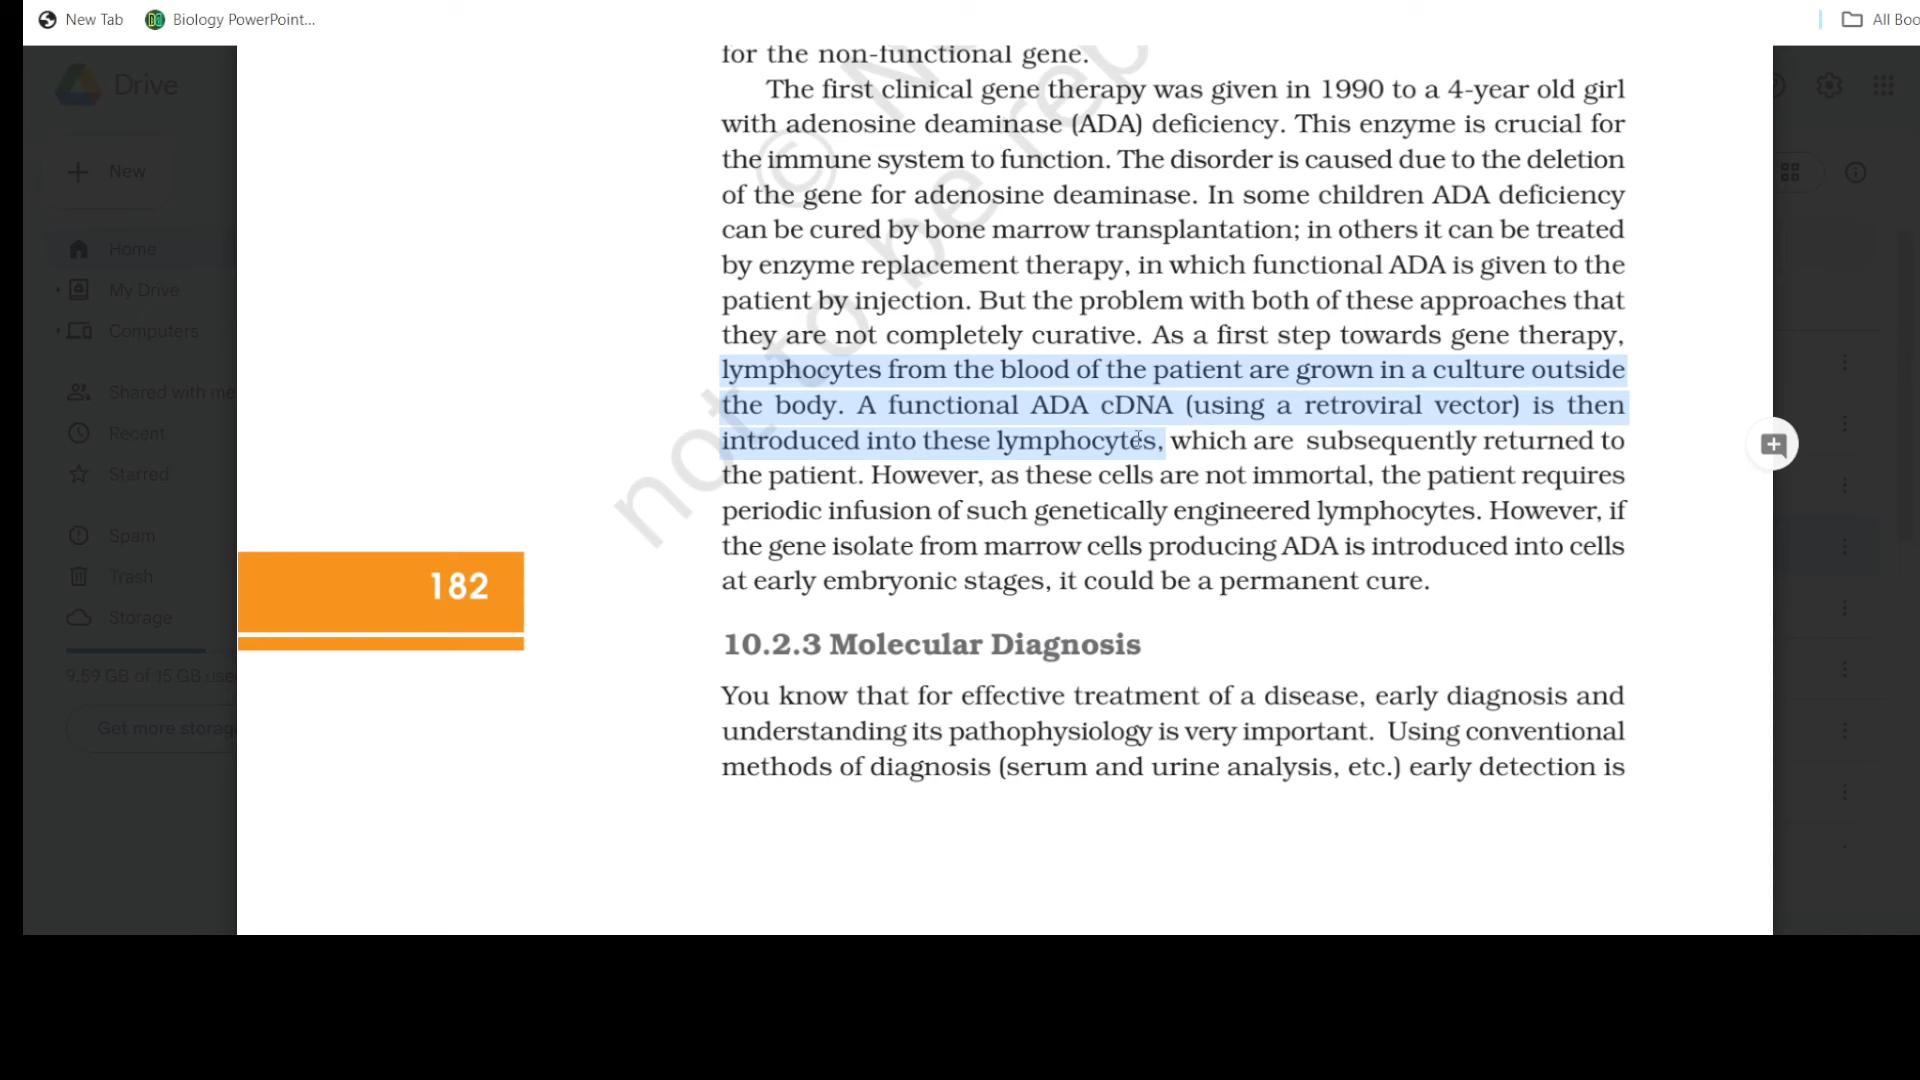 New Tab
Biology PowerPoint...
All Boo
Drive
New
Home
My Drive
Computers
Shared with me
Recent
Starred
Spam
Trash
Storage
9.59 GB of 15 GB use
Get more storag
for the non-functional gene.
The first clinical gene therapy was given in 1990 to a 4-year old girl
with adenosine deaminase (ADA) deficiency. This enzyme is crucial for
the immune system to function. The disorder is caused due to the deletion
of the gene for adenosine deaminase. In some children ADA deficiency
can be cured by bone marrow transplantation; in others it can be treated
by enzyme replacement therapy, in which functional ADA is given to the
patient by injection. But the problem with both of these approaches that
they are not completely curative. As a first step towards gene therapy,
lymphocytes from the blood of the patient are grown in a culture outside
the body. A functional ADA cDNA (using a retroviral vector) is then
introduced into these lymphocytes, which are subsequently returned to
the patient. However, as these cells are not immortal, the patient requires
periodic infusion of such genetically engineered lymphocytes. However, if
the gene isolate from marrow cells producing ADA is introduced into cells
at early embryonic stages, it could be a permanent cure.
182
10.2.3 Molecular Diagnosis
You know that for effective treatment of a disease, early diagnosis and
understanding its pathophysiology is very important. Using conventional
methods of diagnosis (serum and urine analysis, etc.) early detection is
© N
not to be rep